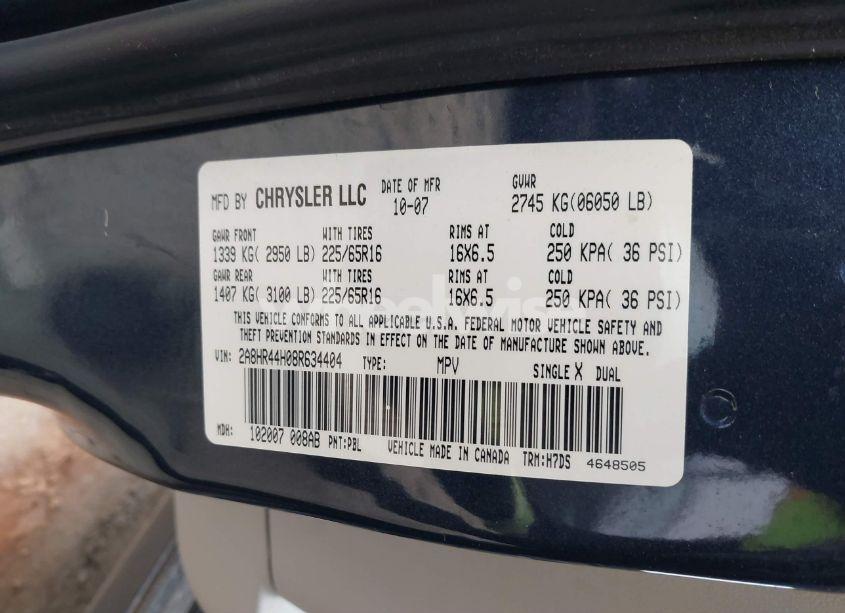 MFD BY CHRYSLER LLC DATE OF MFR 10-07 GVWR 2745 KG(06050 LB)
GAWR FRONT WITH TIRES RIMS AT COLD
1339 KG( 2950 LB) 225/65R16 16X6.5 250 KPA( 36 PSI)
GAWR REAR WITH TIRES RIMS AT COLD
1407 KG( 3100 LB) 225/65R16 16X6.5 250 KPA( 36 PSI)
THIS VEHICLE CONFORMS TO ALL APPLICABLE U.S.A. FEDERAL MOTOR VEHICLE SAFETY AND
THEFT PREVENTION STANDARDS IN EFFECT ON THE DATE OF MANUFACTURE SHOWN ABOVE.
VIN: 2A8HR44H08R634404 TYPE: MPV SINGLE X DUAL
MDH: 102007 008AB PNT:PBL VEHICLE MADE IN CANADA TRM:H7DS 4648505